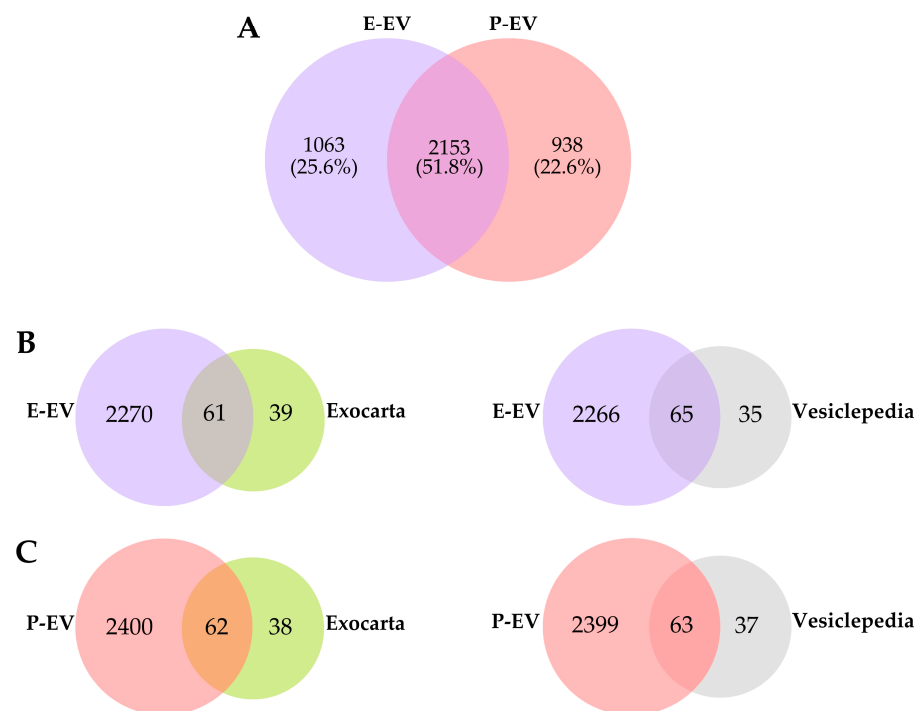 A
E-EV
P-EV
1063
(25.6%)
2153
(51.8%)
938
(22.6%)
B
E-EV
2270
61
39
Exocarta
E-EV
2266
65
35
Vesiclepedia
C
P-EV
2400
62
38
Exocarta
P-EV
2399
63
37
Vesiclepedia